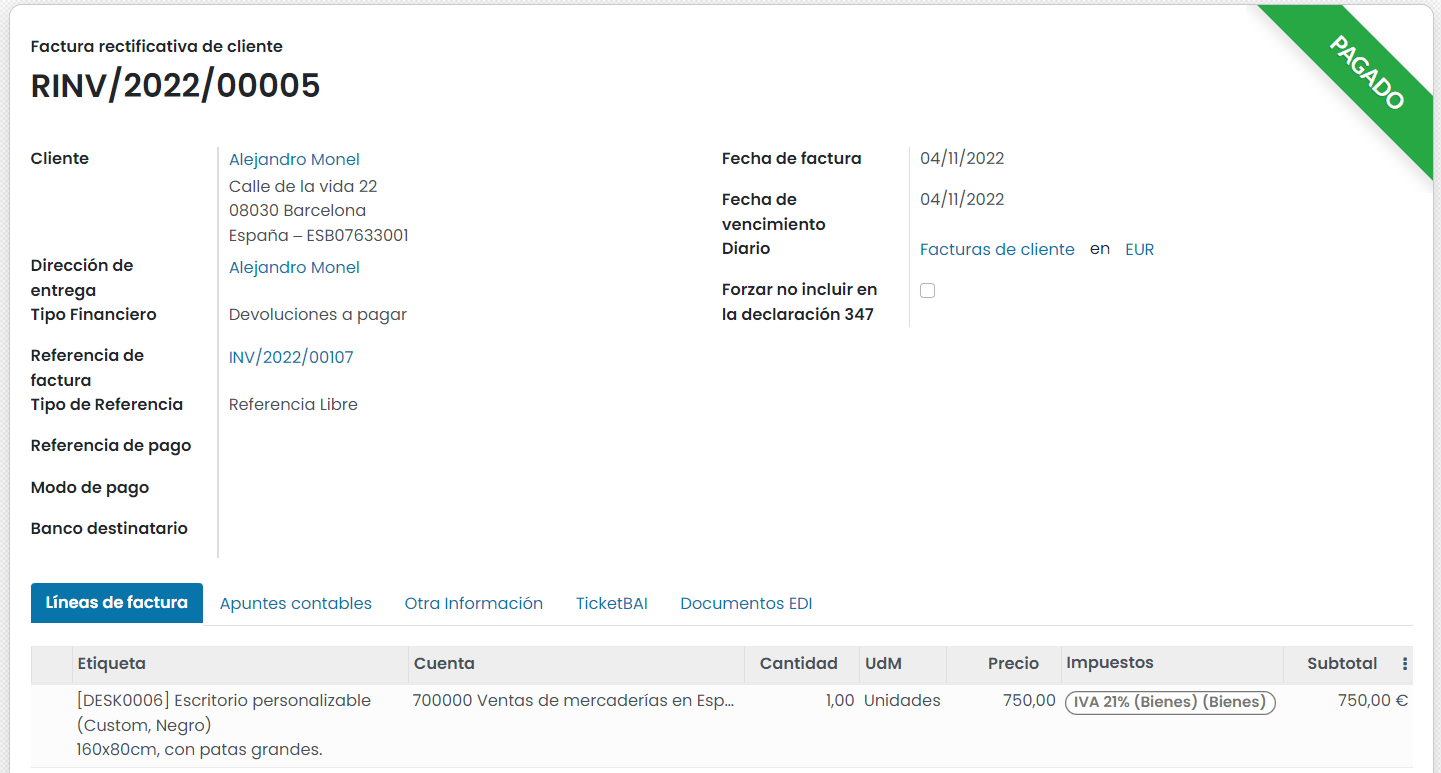 Factura rectificativa de cliente
RINV/2022/00005
PAGADO
Cliente
Alejandro Monel
Calle de la vida 22
08030 Barcelona
España – ESB07633001
Dirección de
entrega
Alejandro Monel
Tipo Financiero
Devoluciones a pagar
Referencia de
factura
INV/2022/00107
Tipo de Referencia
Referencia Libre
Referencia de pago
Modo de pago
Banco destinatario
Fecha de factura
04/11/2022
Fecha de
vencimiento
04/11/2022
Diario
Facturas de cliente en EUR
Forzar no incluir en
la declaración 347
Líneas de factura Apuntes contables Otra Información TicketBAI Documentos EDI
Etiqueta Cuenta Cantidad UdM Precio Impuestos Subtotal
[DESK0006] Escritorio personalizable 700000 Ventas de mercaderías en Esp... 1,00 Unidades 750,00 IVA 21% (Bienes) (Bienes) 750,00 €
(Custom, Negro)
160x80cm, con patas grandes.